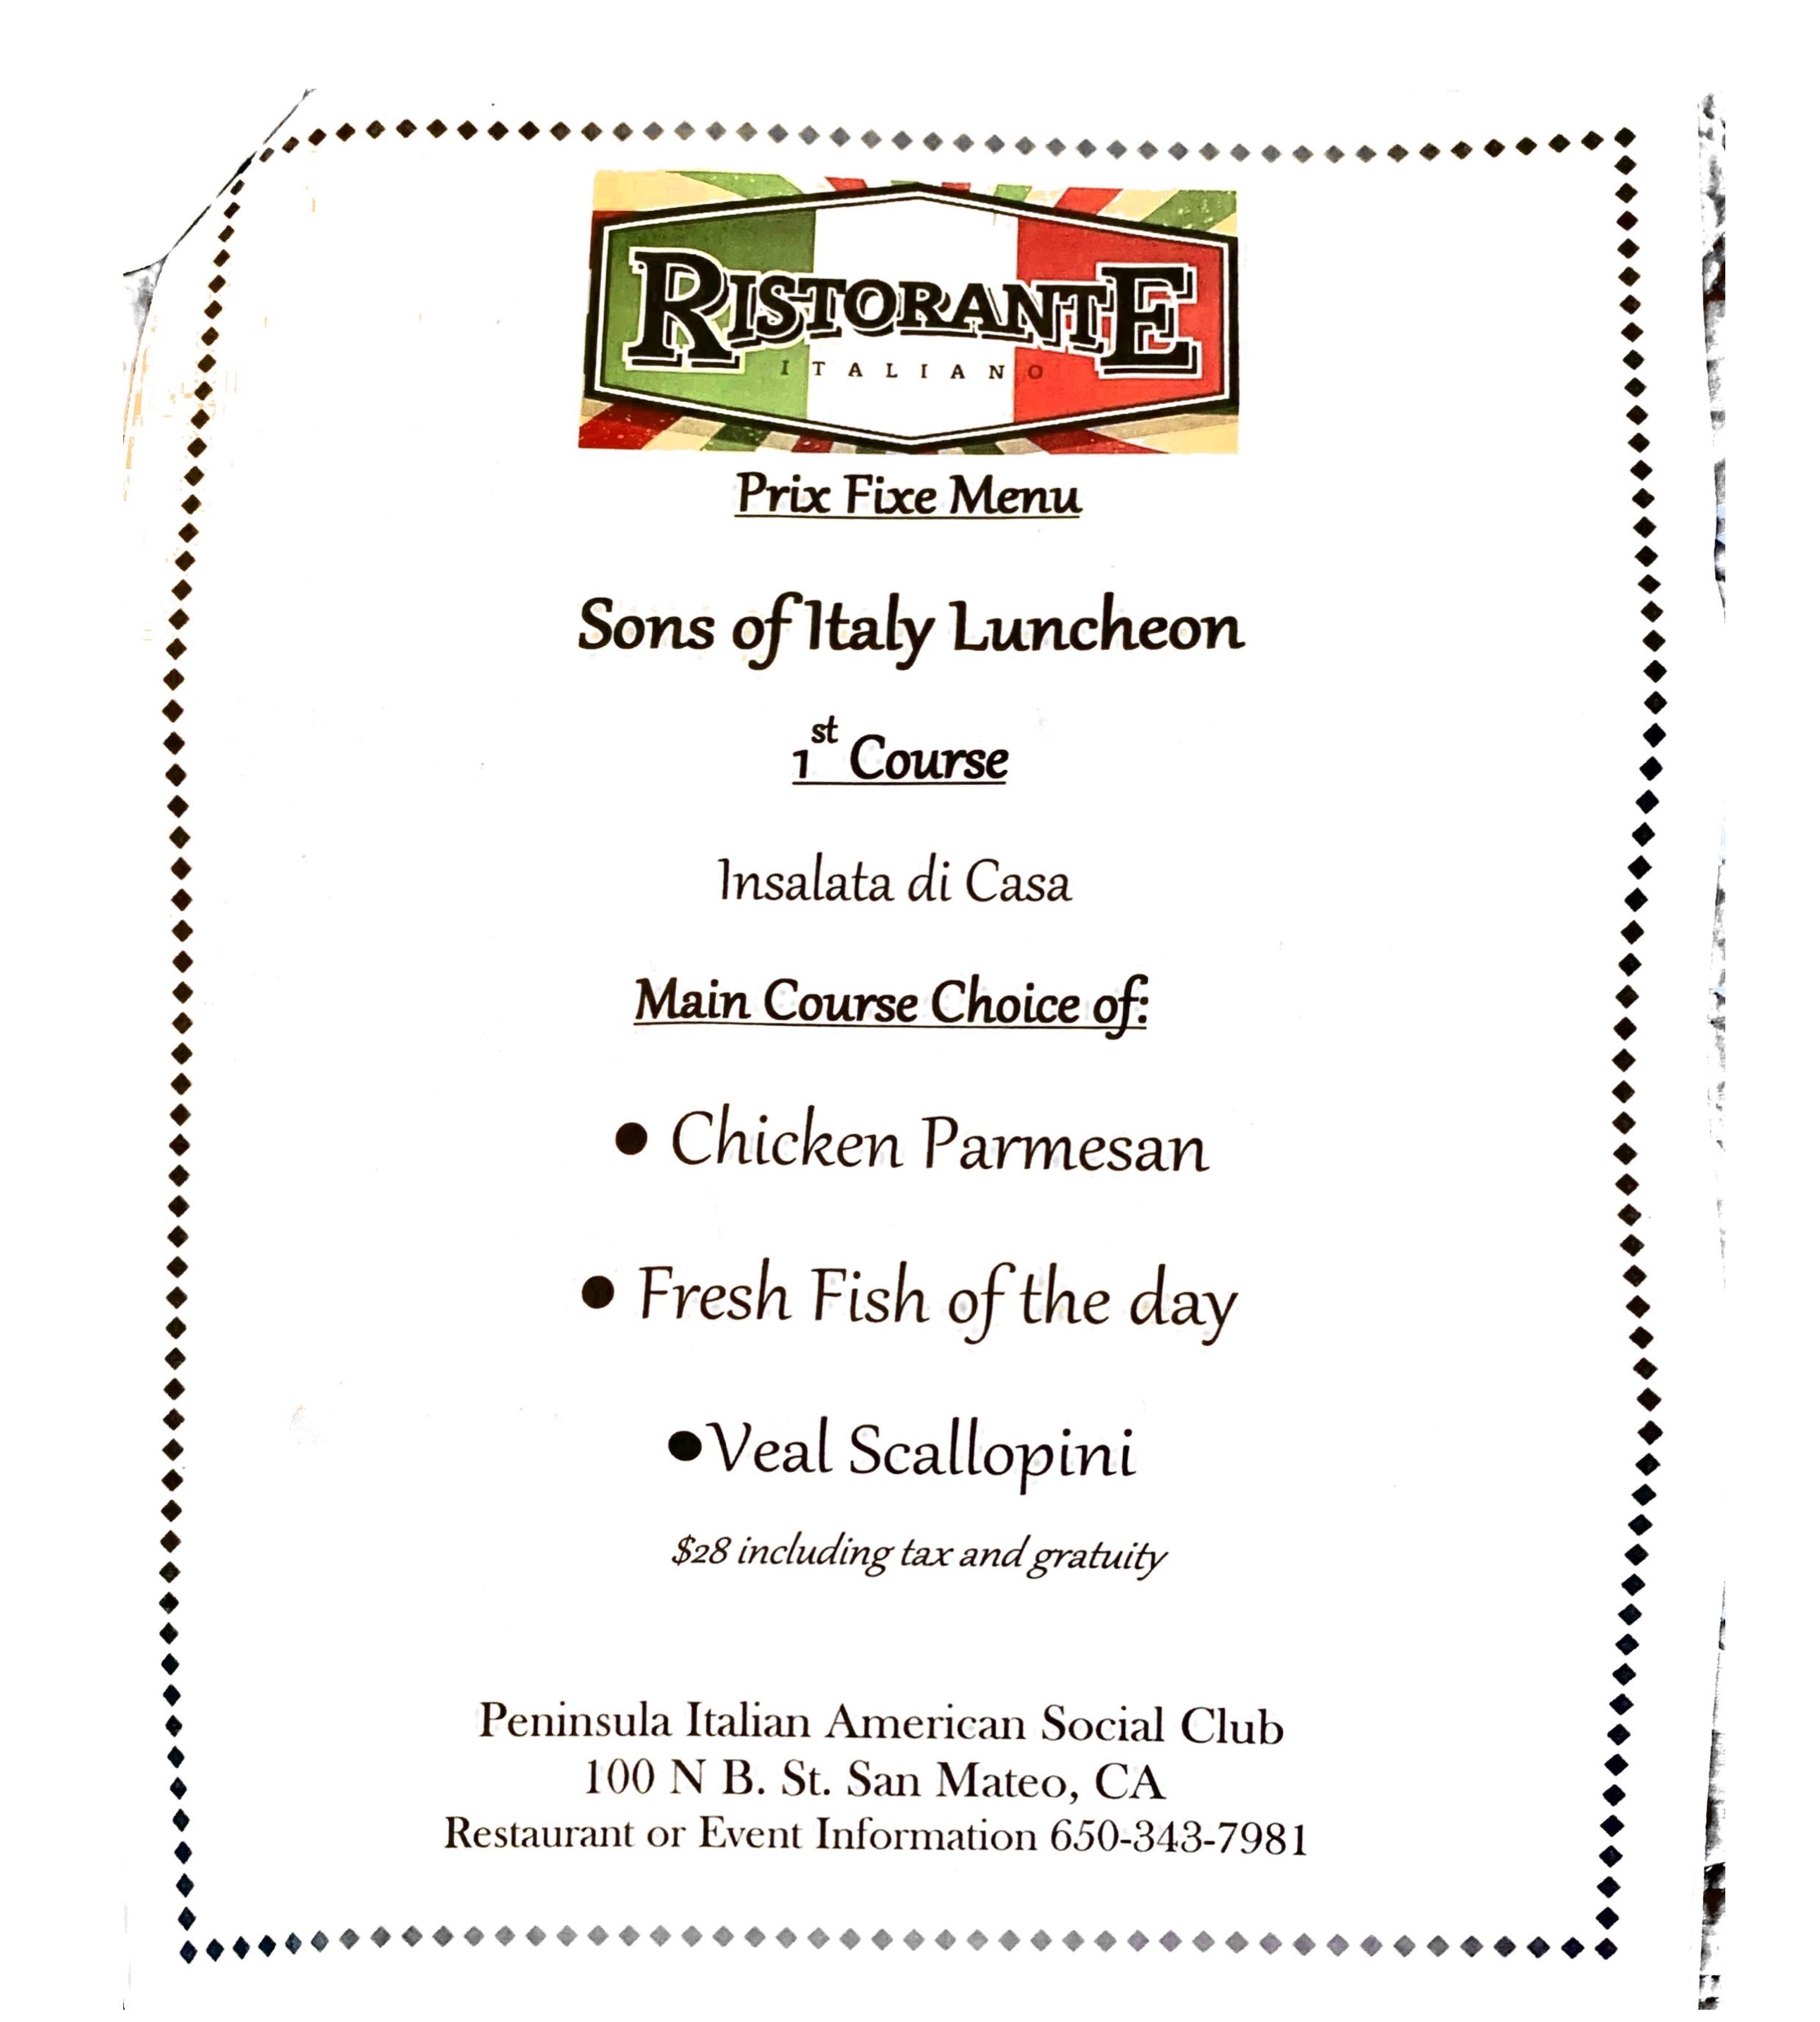 RISTORANTE
ITALIANO
Prix Fixe Menu
Sons of Italy Luncheon
1st Course
Insalata di Casa
Main Course Choice of:
• Chicken Parmesan
• Fresh Fish of the day
•Veal Scallopini
$28 including tax and gratuity
Peninsula Italian American Social Club
100 N B. St. San Mateo, CA
Restaurant or Event Information 650-343-7981